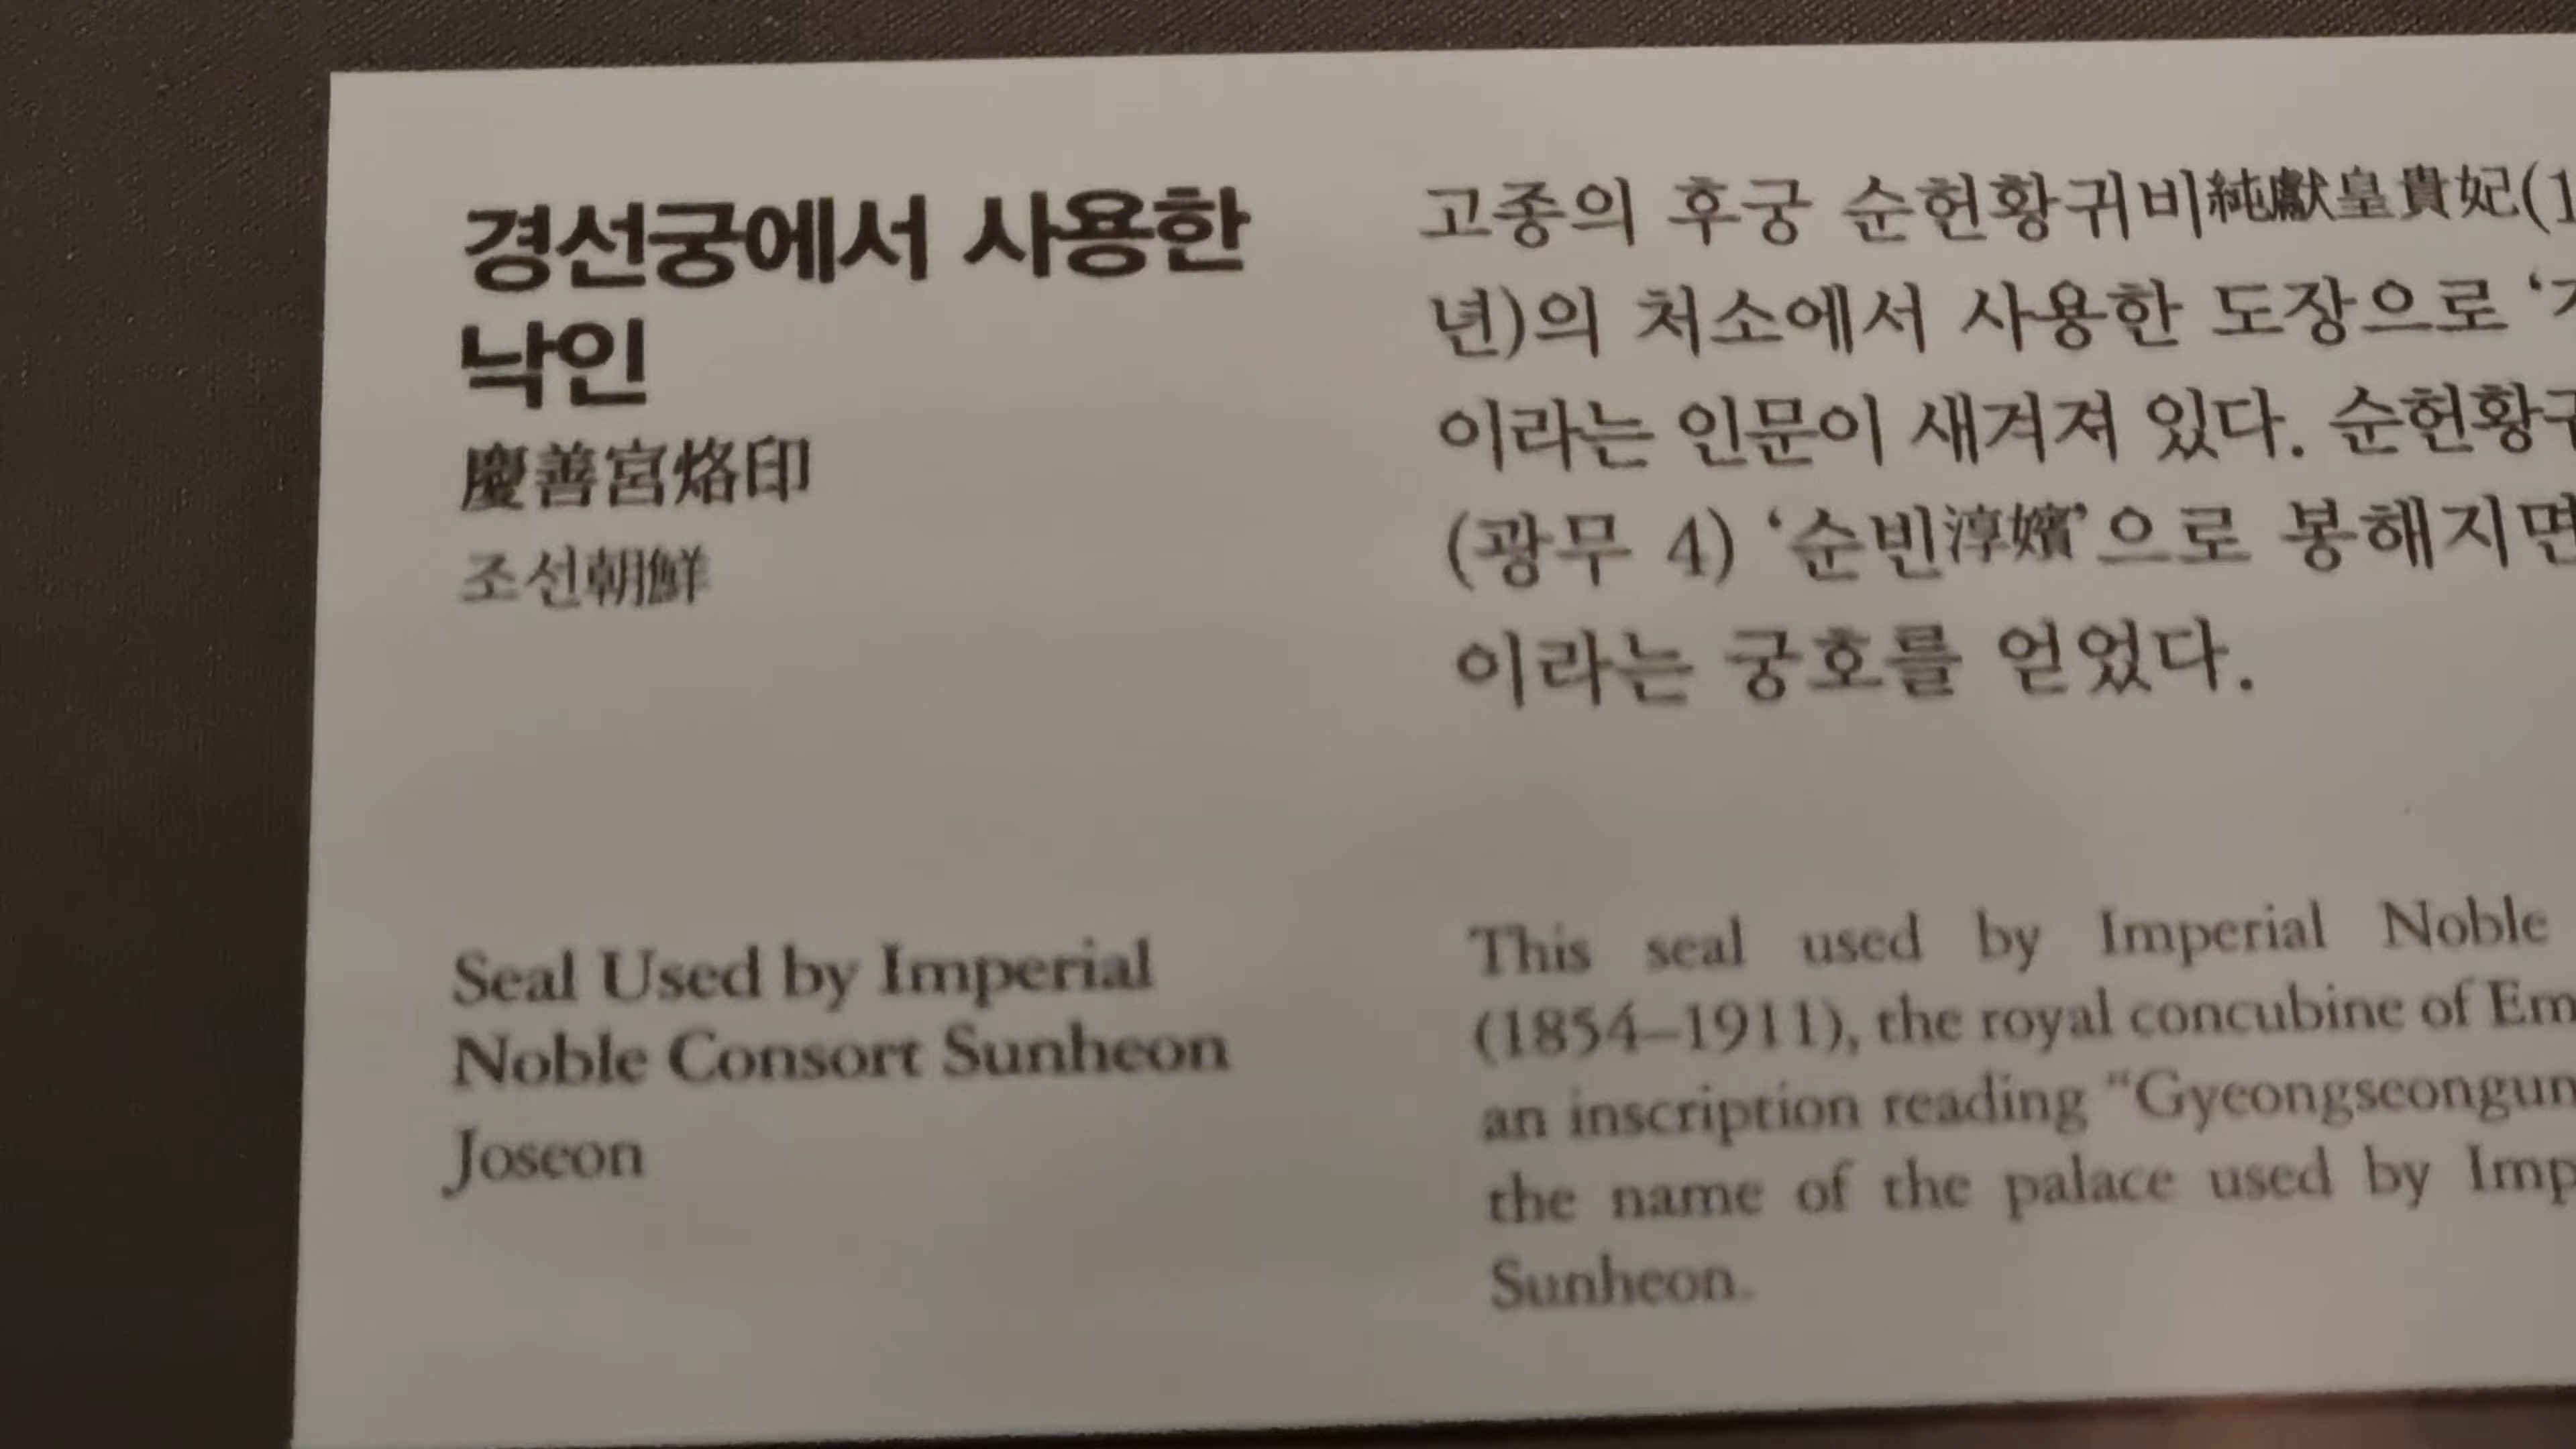 경선궁에서 사용한
낙인
慶善宮烙印
조선朝鮮
고종의 후궁 순헌황귀비純獻皇貴妃(1
년)의 처소에서 사용한 도장으로 ‘
이라는 인문이 새겨져 있다. 순헌황
(광무 4) ‘순빈淳嬪’으로 봉해지면
이라는 궁호를 얻었다.
Seal Used by Imperial
Noble Consort Sunheon
Joseon
This seal used by Imperial Noble
(1854–1911), the royal concubine of Em
an inscription reading “Gyeongseongun
the name of the palace used by Imp
Sunheon.